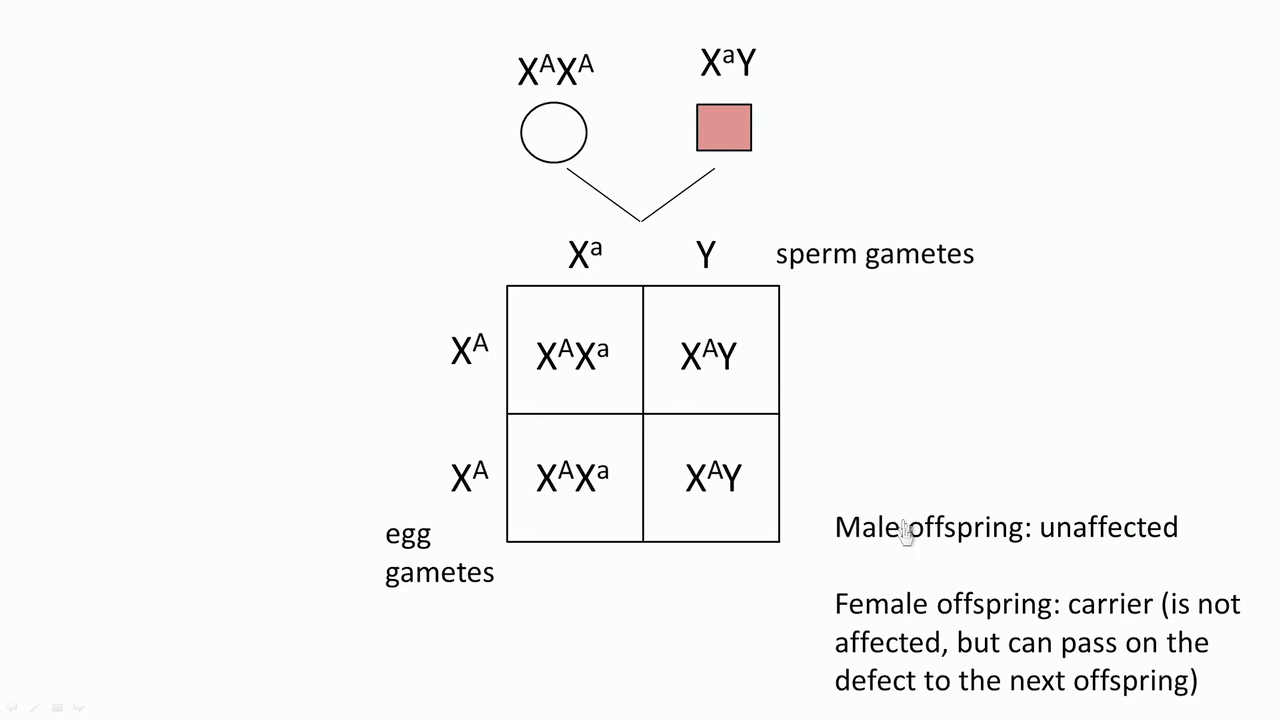 XᴬXᴬ XᵃY
Xᵃ Y sperm gametes
Xᴬ XᴬXᵃ XᴬY
Xᴬ XᴬXᵃ XᴬY
egg
gametes
Male offspring: unaffected
Female offspring: carrier (is not
affected, but can pass on the
defect to the next offspring)